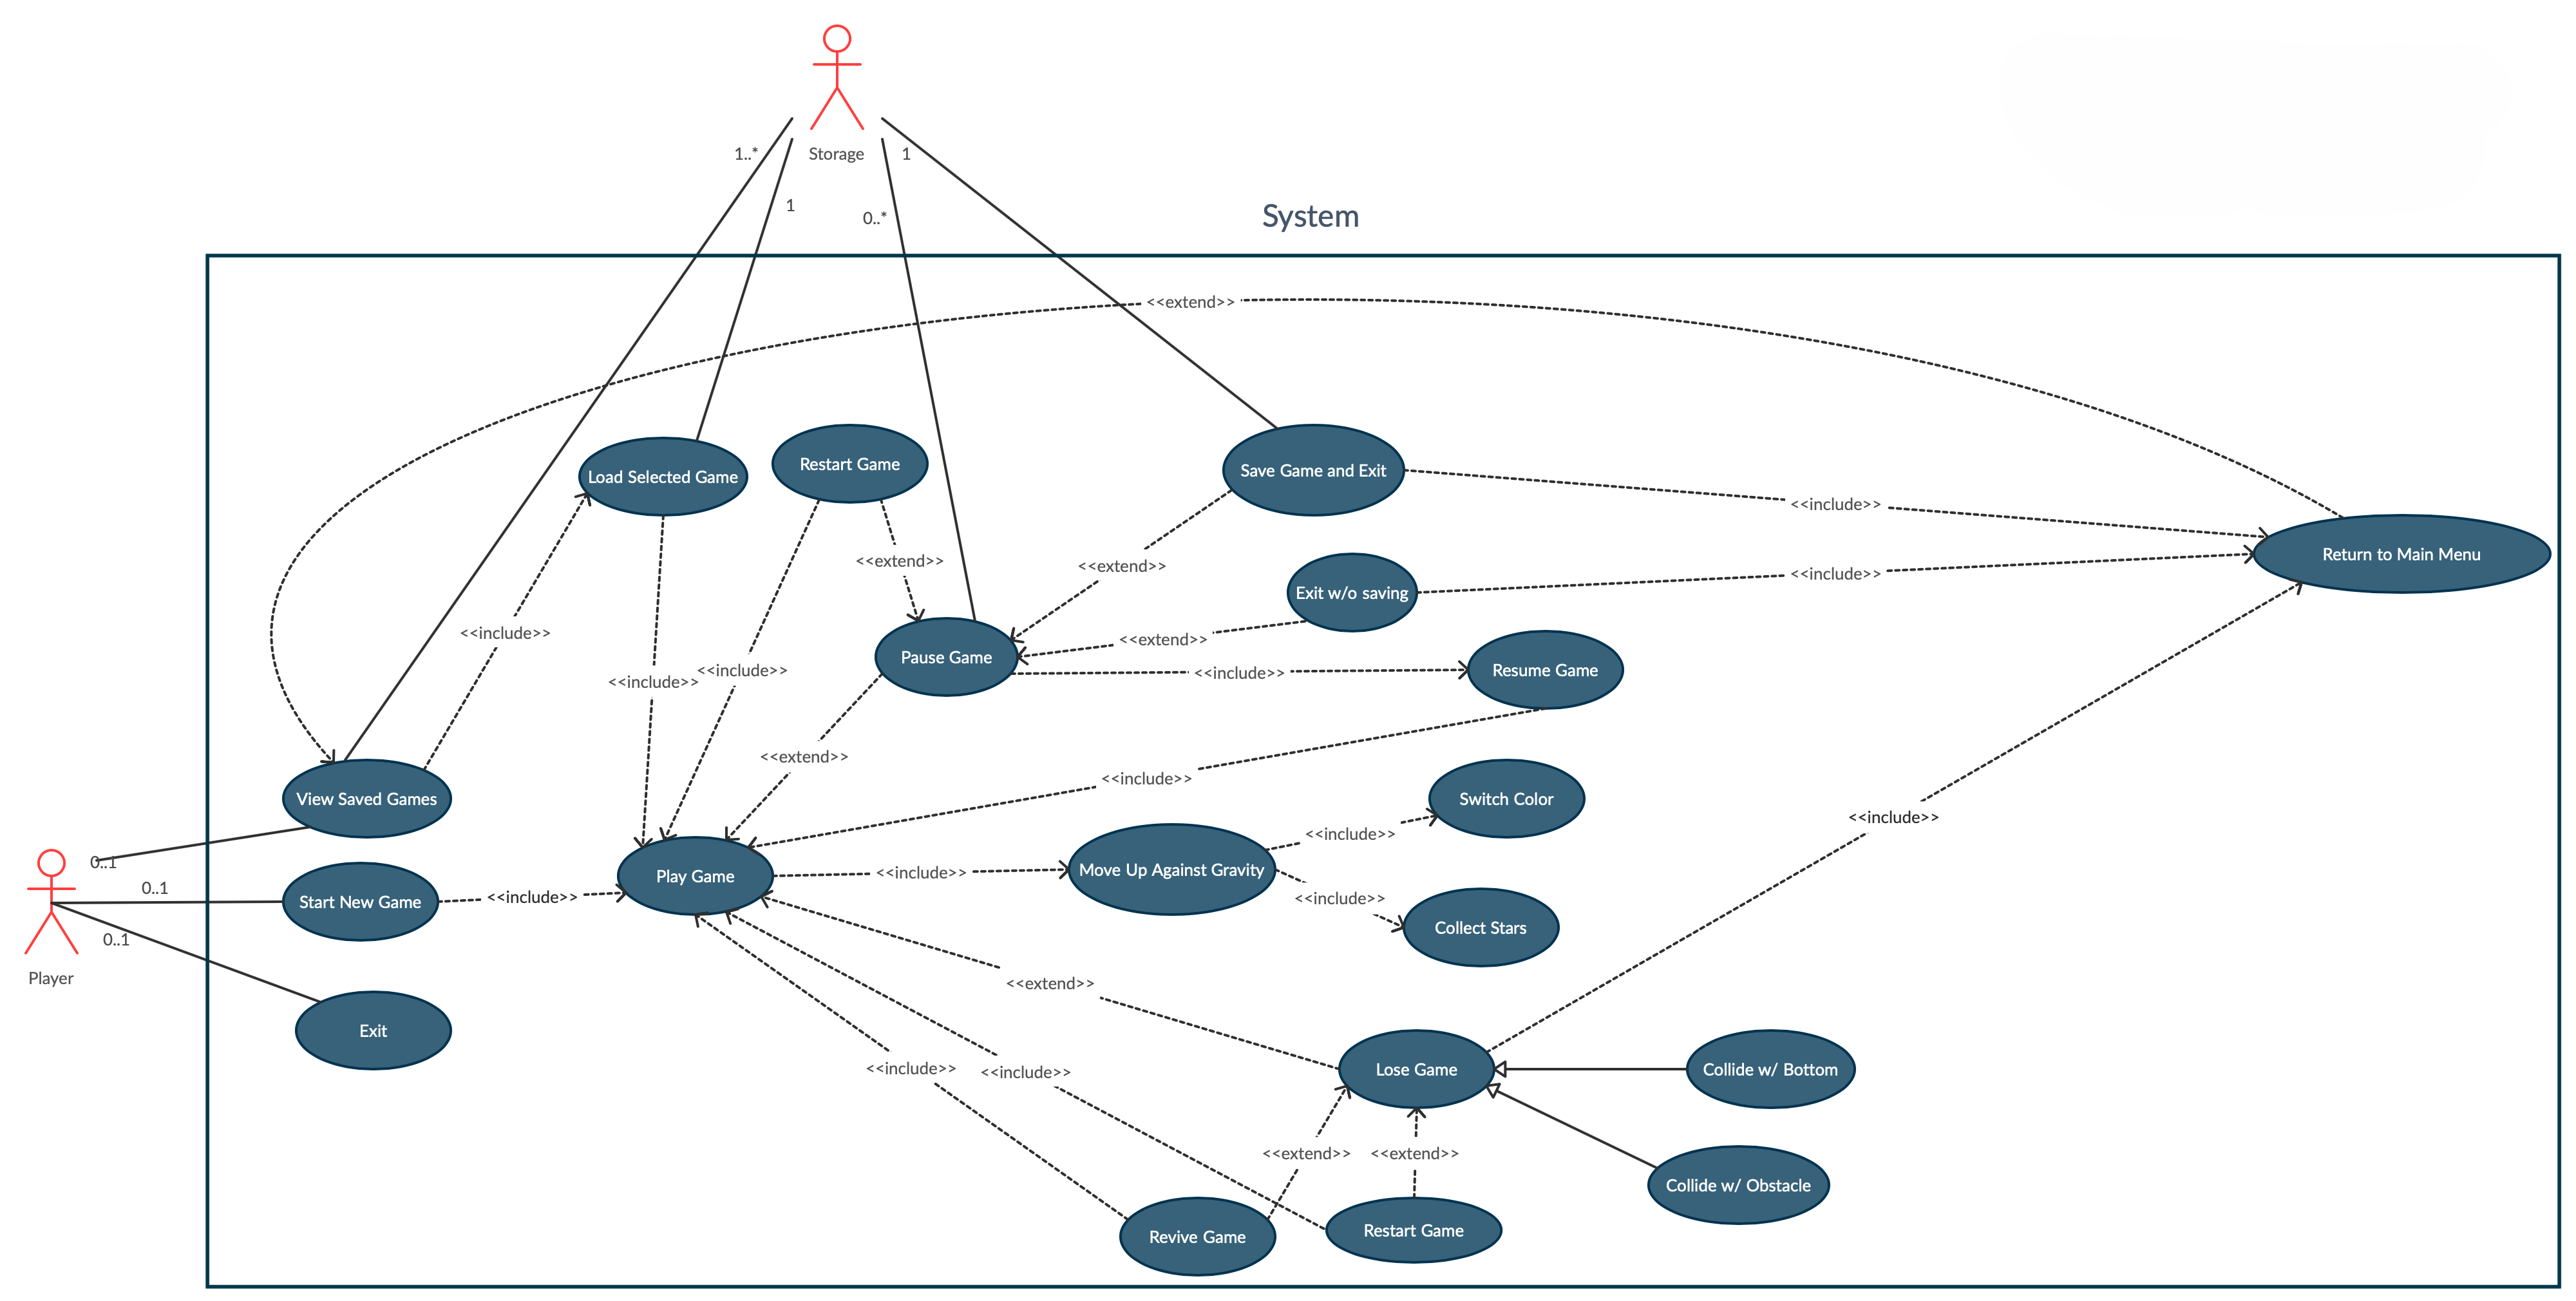 Storage
1..*
1
1
0..*
System
<<extend>>
Load Selected Game
Restart Game
Save Game and Exit
<<include>>
Return to Main Menu
<<extend>>
<<extend>>
<<include>>
Exit w/o saving
<<include>>
<<extend>>
Pause Game
<<include>>
<<include>>
<<include>>
Resume Game
<<extend>>
<<include>>
View Saved Games
Switch Color
<<include>>
<<include>>
0..1
Play Game
<<include>>
Move Up Against Gravity
0..1
Start New Game
<<include>>
<<include>>
Collect Stars
0..1
Player
<<extend>>
Exit
<<include>>
<<include>>
Lose Game
Collide w/ Bottom
<<extend>>
<<extend>>
Collide w/ Obstacle
Revive Game
Restart Game